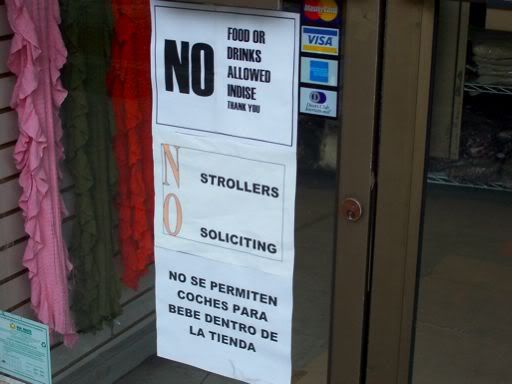 NO
FOOD OR
DRINKS
ALLOWED
INDISE
THANK YOU
MasterCard
VISA
NO
STROLLERS
SOLICITING
NO SE PERMITEN
COCHES PARA
BEBE DENTRO DE
LA TIENDA